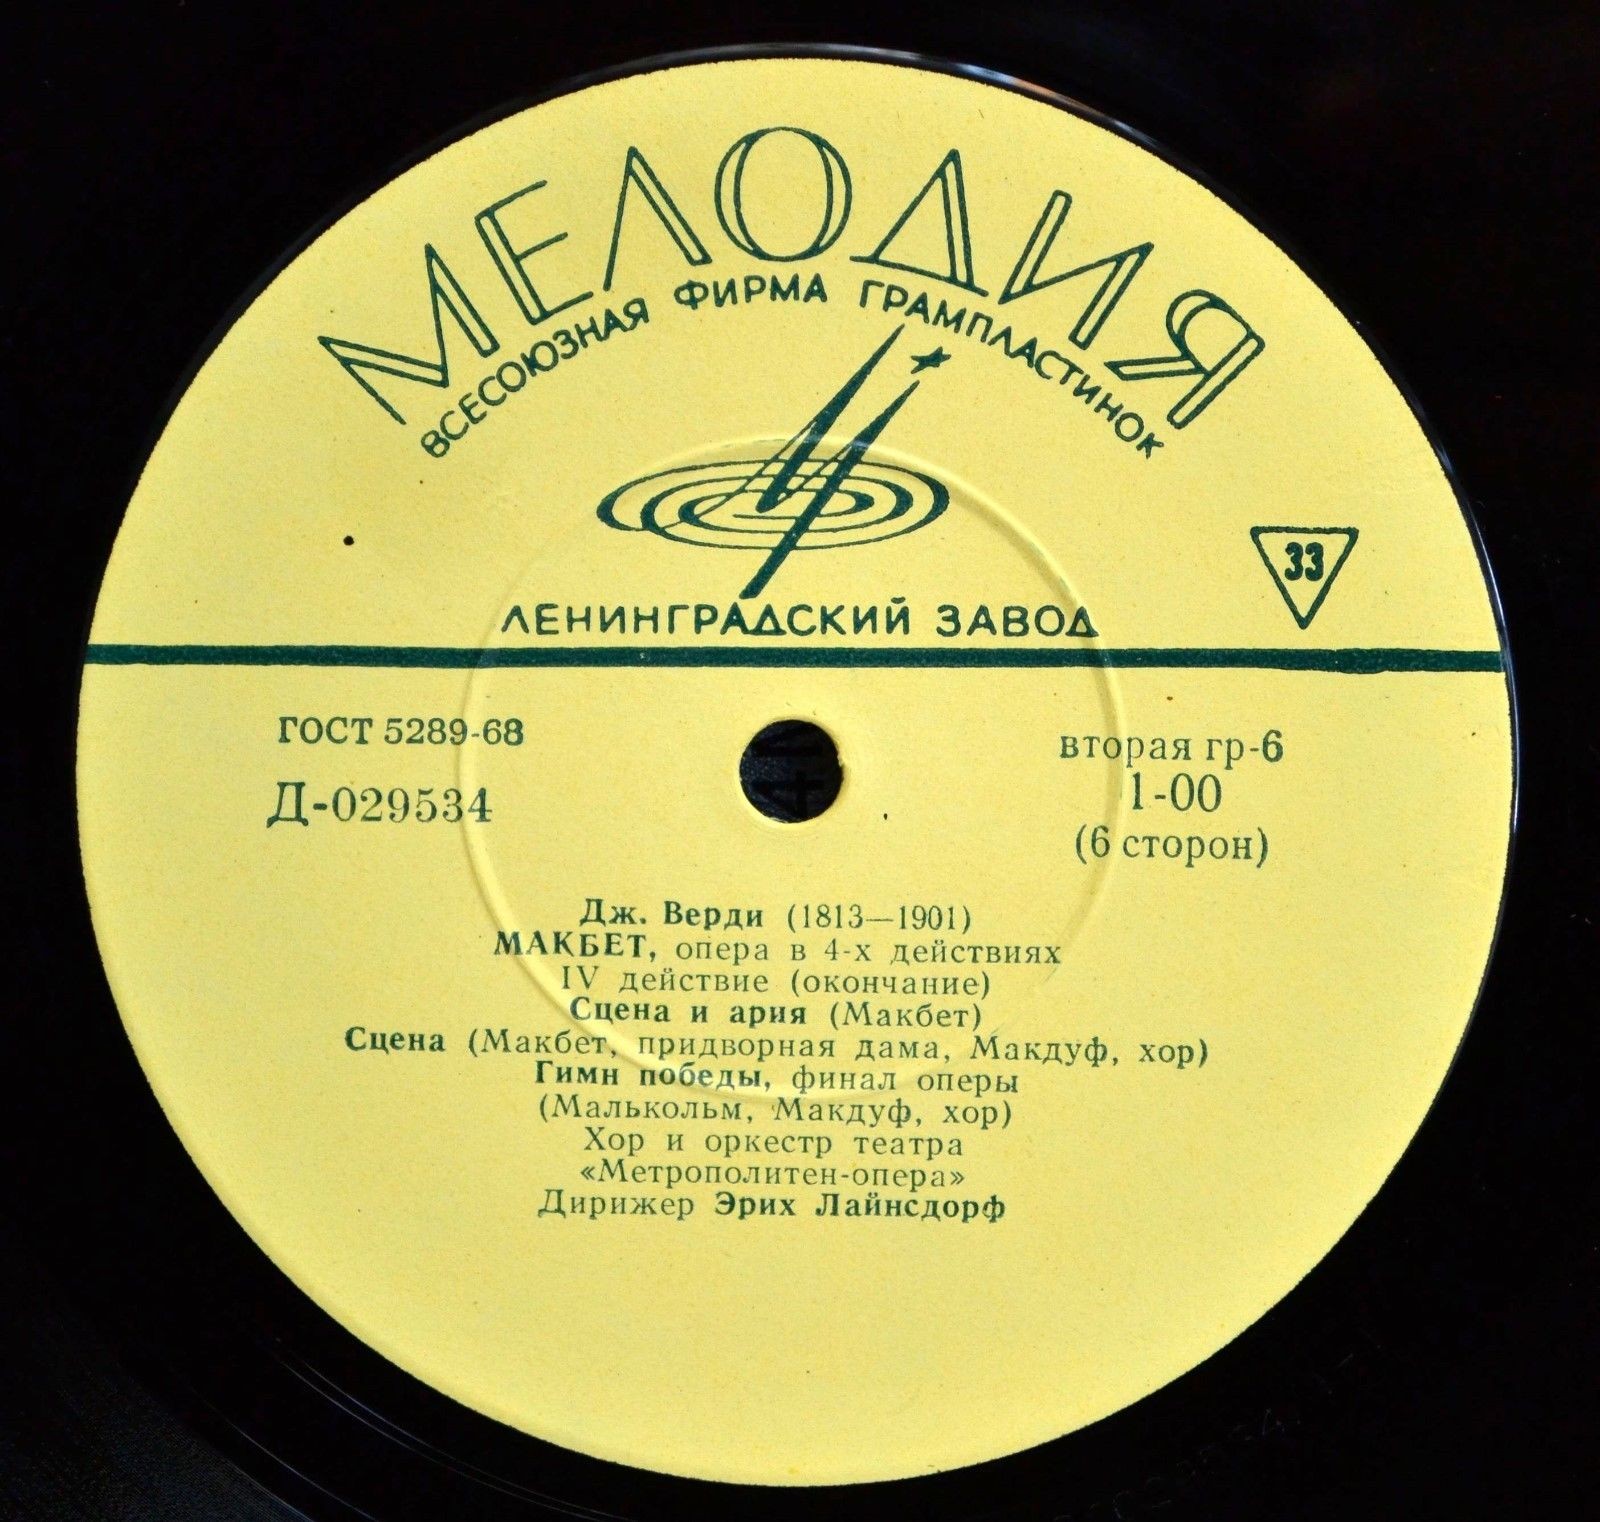 МЕЛОДИЯ
ВСЕСОЮЗНАЯ ФИРМА ГРАМПЛАСТИНОК
33
ЛЕНИНГРАДСКИЙ ЗАВОД
ГОСТ 5289-68
Д-029534
вторая гр-6
1-00
(6 сторон)
Дж. Верди (1813—1901)
МАКБЕТ, опера в 4-х действиях
IV действие (окончание)
Сцена и ария (Макбет)
Сцена (Макбет, придворная дама, Макдуф, хор)
Гимн победы, финал оперы
(Малькольм, Макдуф, хор)
Хор и оркестр театра
«Метрополитен-опера»
Дирижер Эрих Лайнсдорф